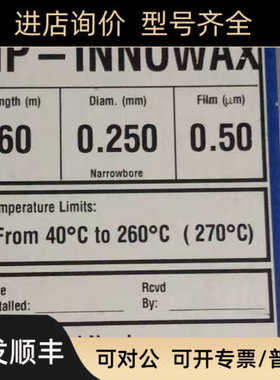 进店询价 型号齐全
IP-INNOWAX
ngth (m) Diam. (mm) Film (μm)
60 0.250 0.50
Narrowbore
mperature Limits:
From 40°C to 260°C (270°C)
e Rcvd
talled: By:
发顺丰
可对公 可开专票/普